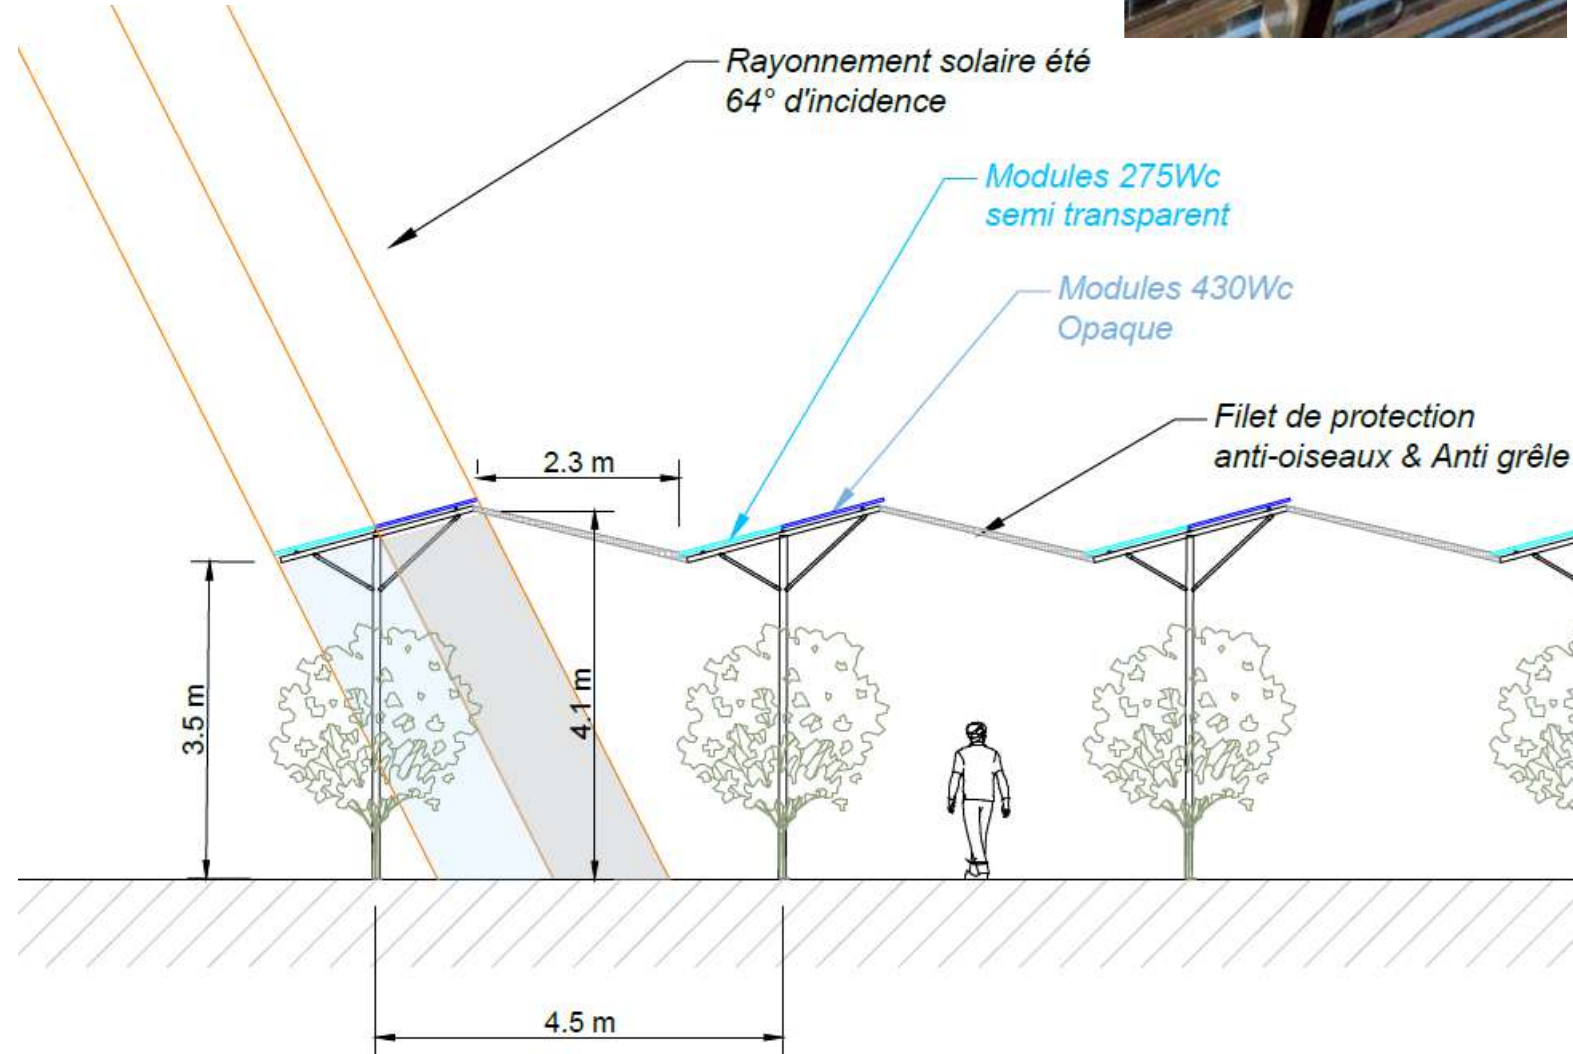 Rayonnement solaire été
64° d'incidence
Modules 275Wc
semi transparent
Modules 430Wc
Opaque
Filet de protection
anti-oiseaux & Anti grêle
2.3 m
3.5 m
4.1 m
4.5 m